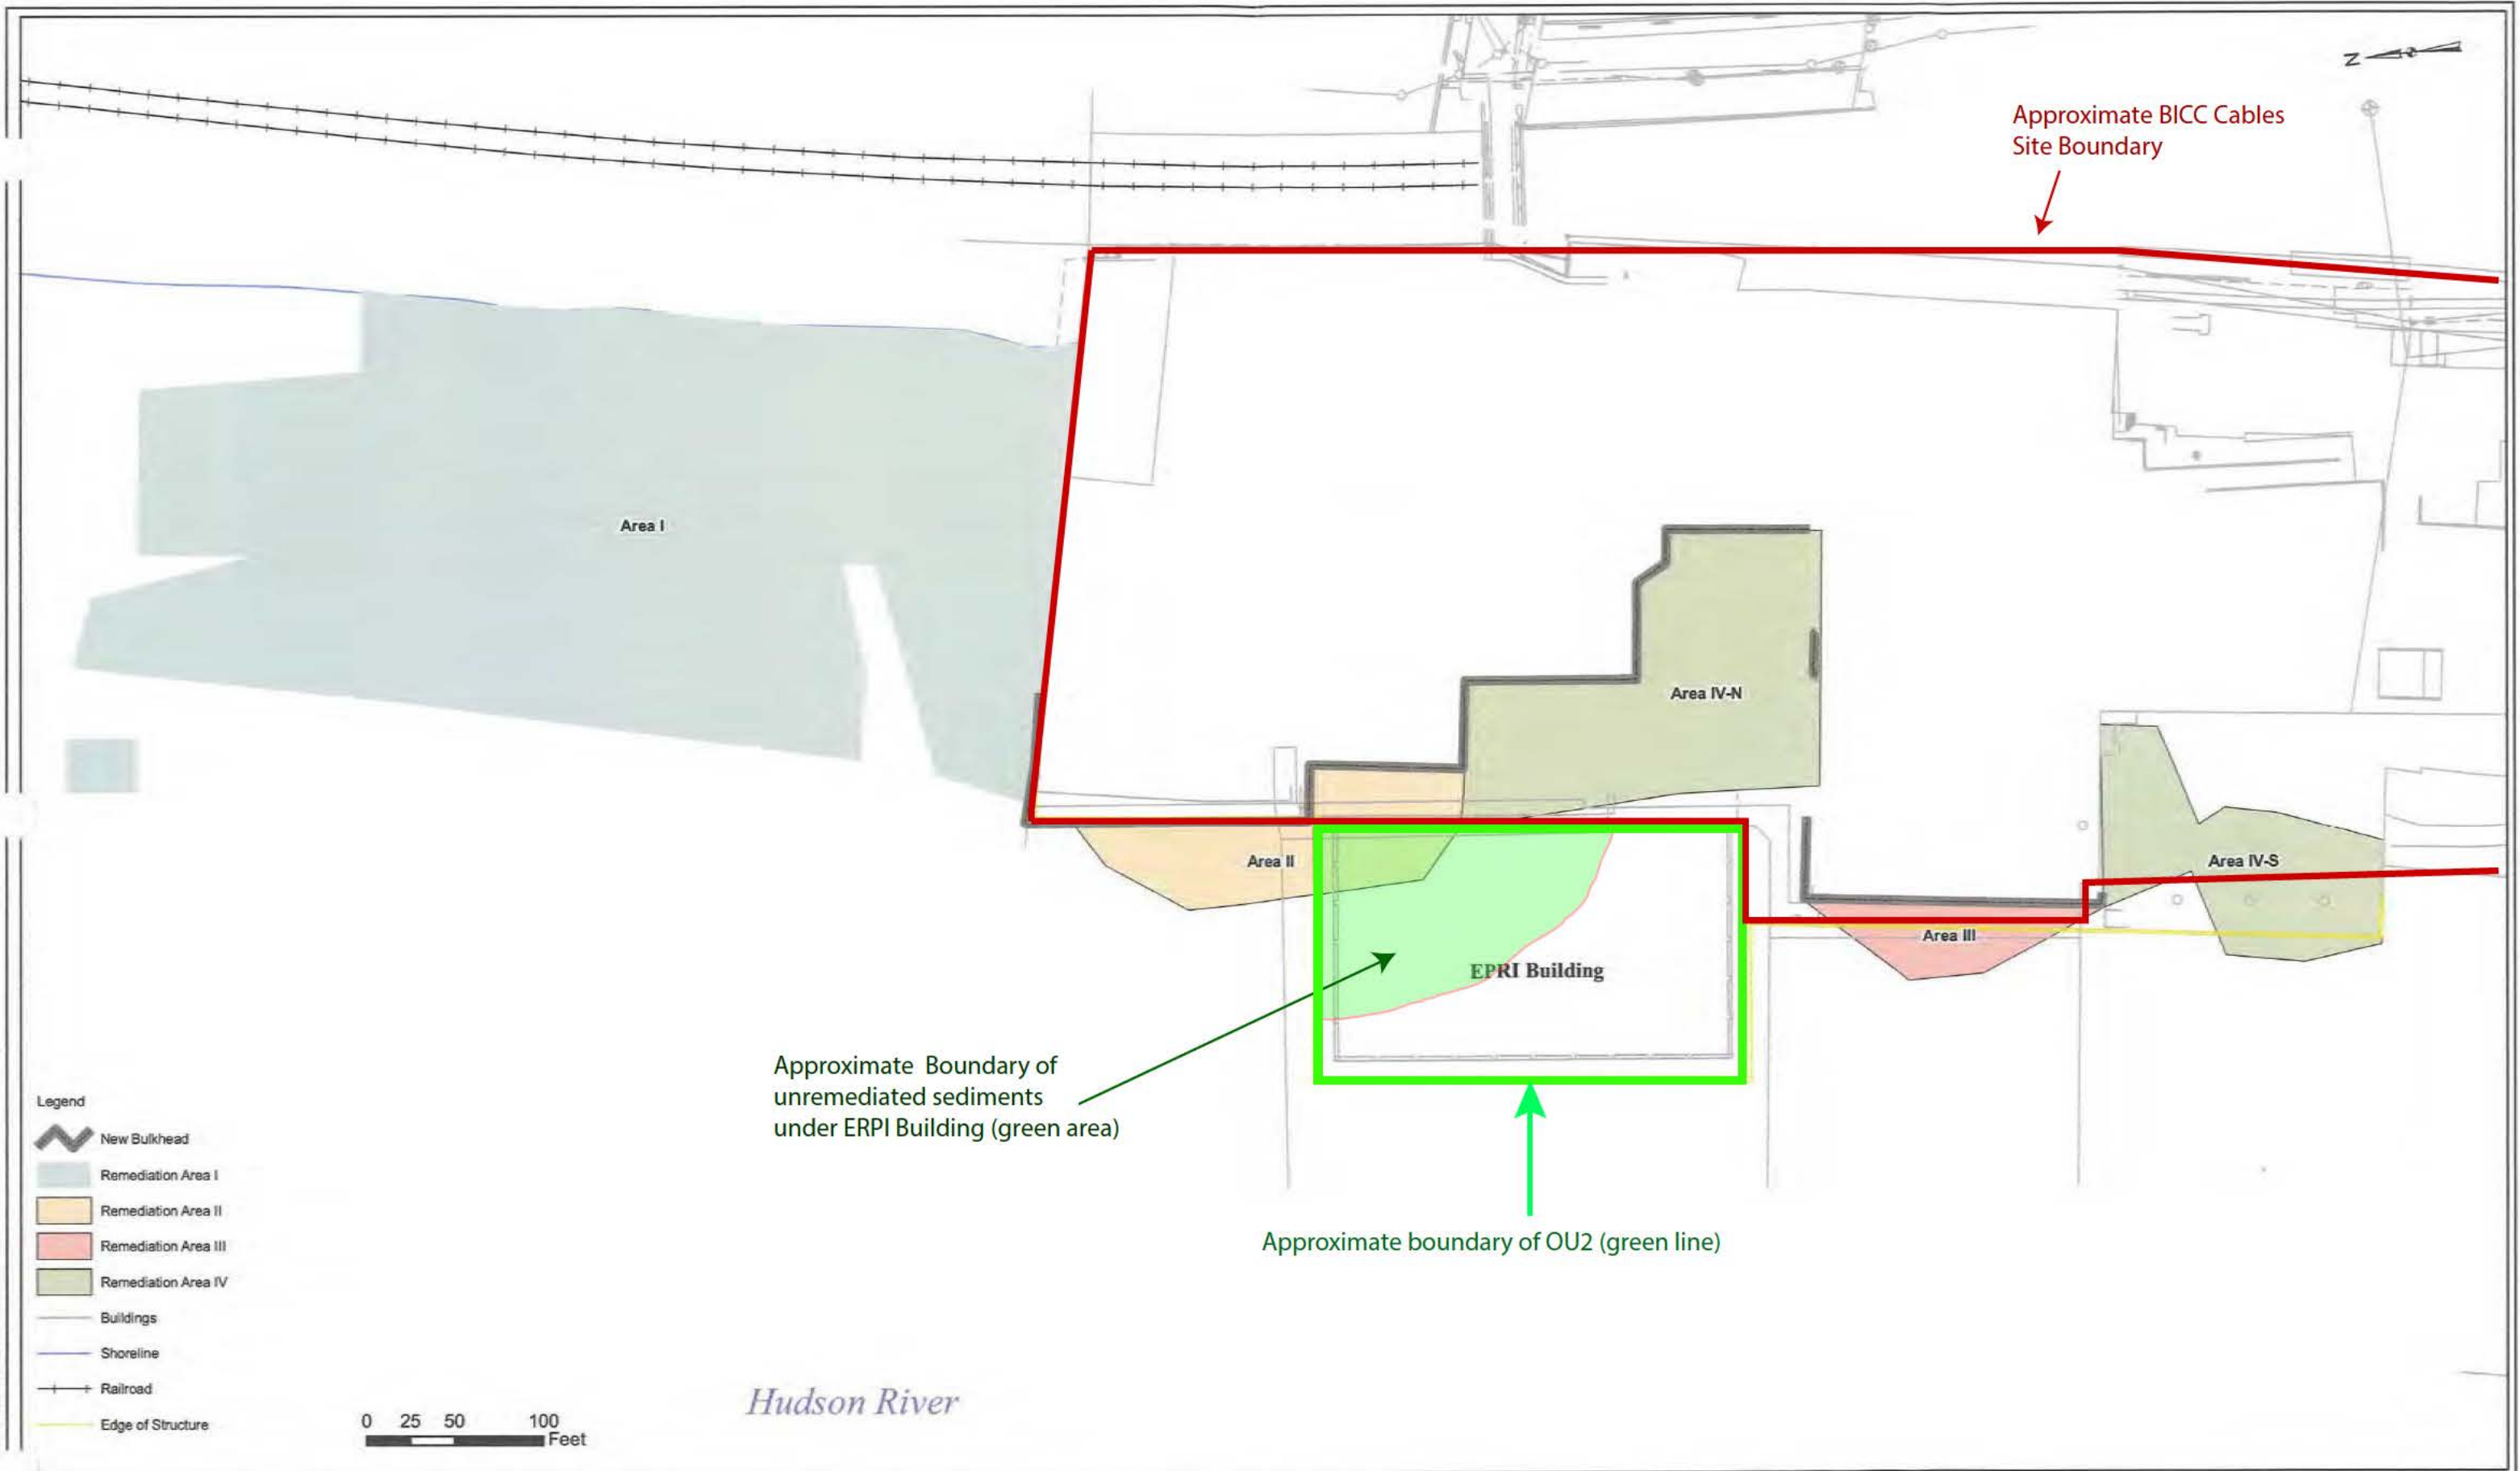 Z
Approximate BICC Cables
Site Boundary
Area I
Area IV-N
Area II
Area IV-S
Area III
EPRI Building
Approximate Boundary of
unremediated sediments
under ERPI Building (green area)
Approximate boundary of OU2 (green line)
Legend
New Bulkhead
Remediation Area I
Remediation Area II
Remediation Area III
Remediation Area IV
Buildings
Shoreline
Railroad
Edge of Structure
0 25 50 100
Feet
Hudson River